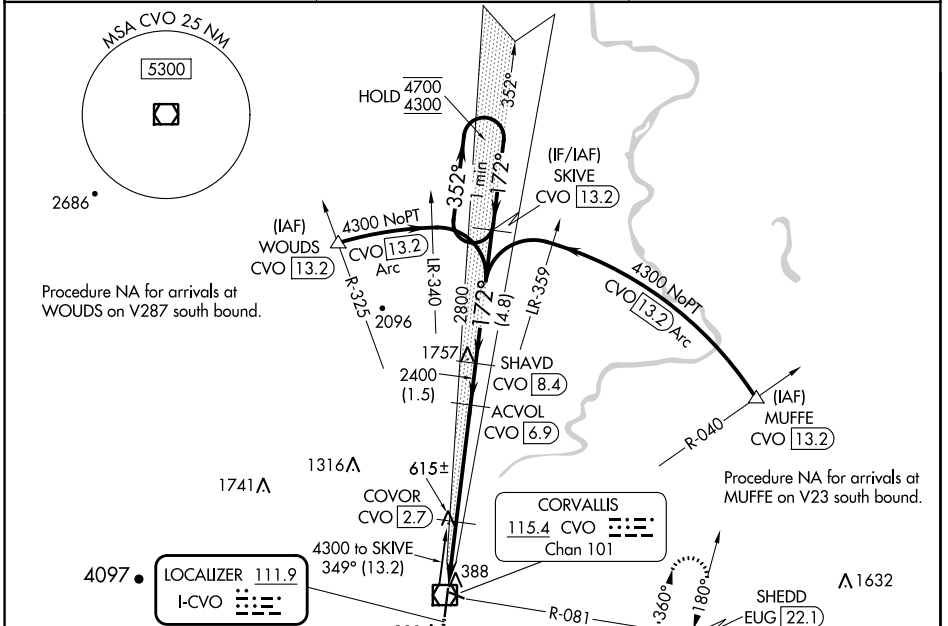 MSA CVO 25 NM
5300
2686
HOLD 4700
4300
352°
352°
1 min
172°
(IF/IAF)
SKIVE
CVO 13.2
(IAF)
WOUDS
CVO 13.2
4300 NoPT
CVO 13.2
Arc
R-325
LR-340
2800
172°
(4.8)
LR-359
4300 NoPT
CVO 13.2 Arc
Procedure NA for arrivals at
WOUDS on V287 south bound.
2096
1757
2400
(1.5)
SHAVD
CVO 8.4
ACVOL
CVO 6.9
(IAF)
MUFFE
CVO 13.2
R-040
Procedure NA for arrivals at
MUFFE on V23 south bound.
1316
1741
615±
COVOR
CVO 2.7
4300 to SKIVE
349° (13.2)
CORVALLIS
115.4 CVO
Chan 101
4097
LOCALIZER 111.9
I-CVO
388
R-081
360°
180°
1632
SHEDD
EUG 22.1